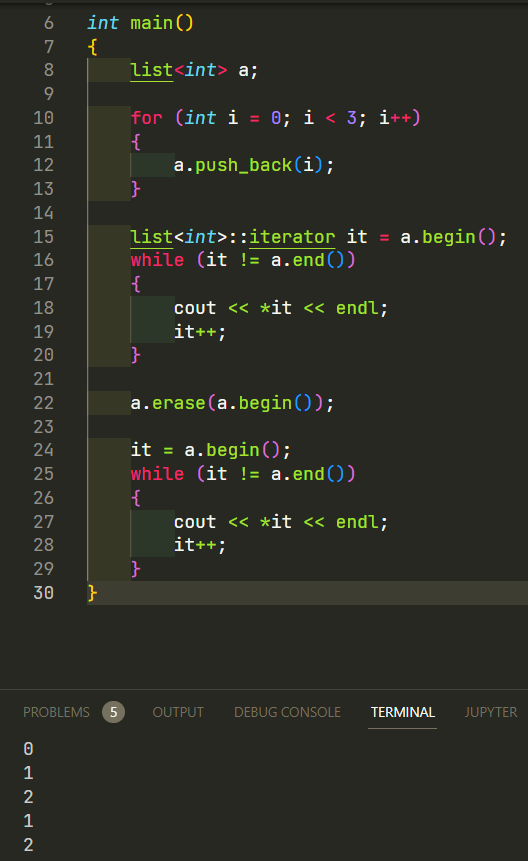 6 int main()
7 {
8     list<int> a;
9
10     for (int i = 0; i < 3; i++)
11     {
12         a.push_back(i);
13     }
14
15     list<int>::iterator it = a.begin();
16     while (it != a.end())
17     {
18         cout << *it << endl;
19         it++;
20     }
21
22     a.erase(a.begin());
23
24     it = a.begin();
25     while (it != a.end())
26     {
27         cout << *it << endl;
28         it++;
29     }
30 }
PROBLEMS 5 OUTPUT DEBUG CONSOLE TERMINAL JUPYTER
0
1
2
1
2